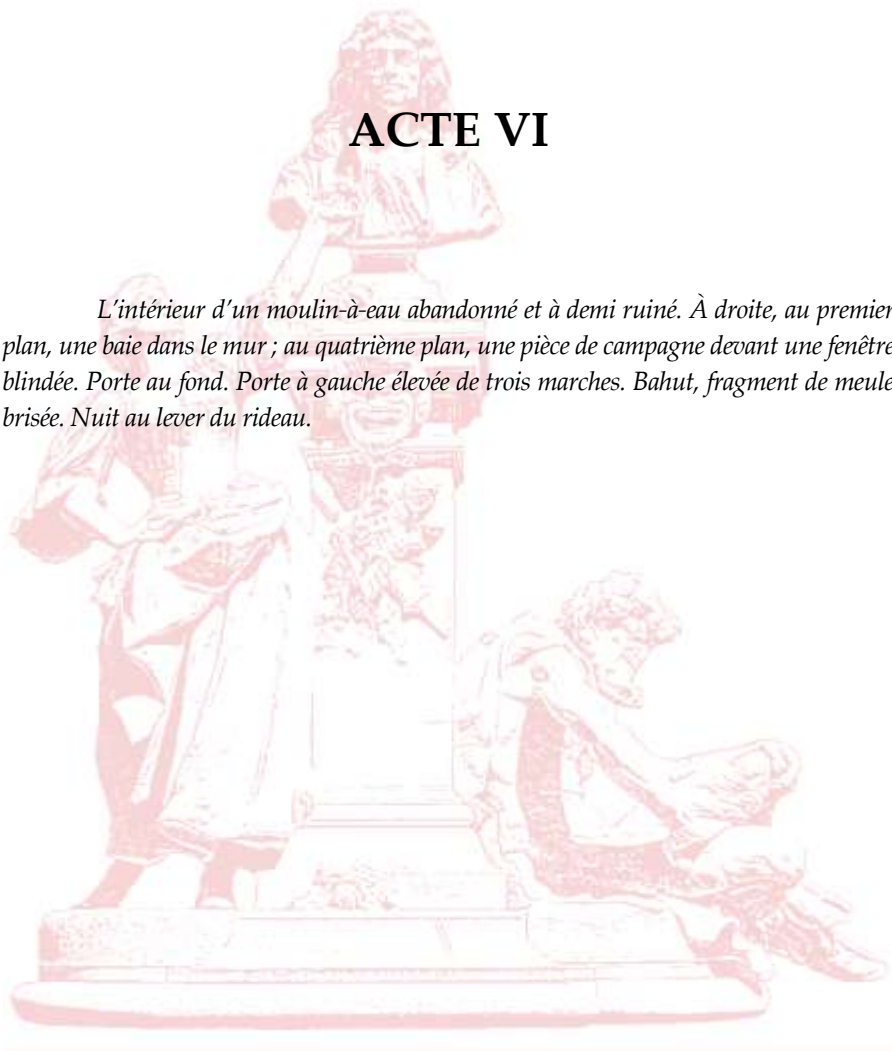 ACTE VI
L’intérieur d’un moulin-à-eau abandonné et à demi ruiné. À droite, au premier
plan, une baie dans le mur ; au quatrième plan, une pièce de campagne devant une fenêtre
blindée. Porte au fond. Porte à gauche élevée de trois marches. Bahut, fragment de meule
brisée. Nuit au lever du rideau.